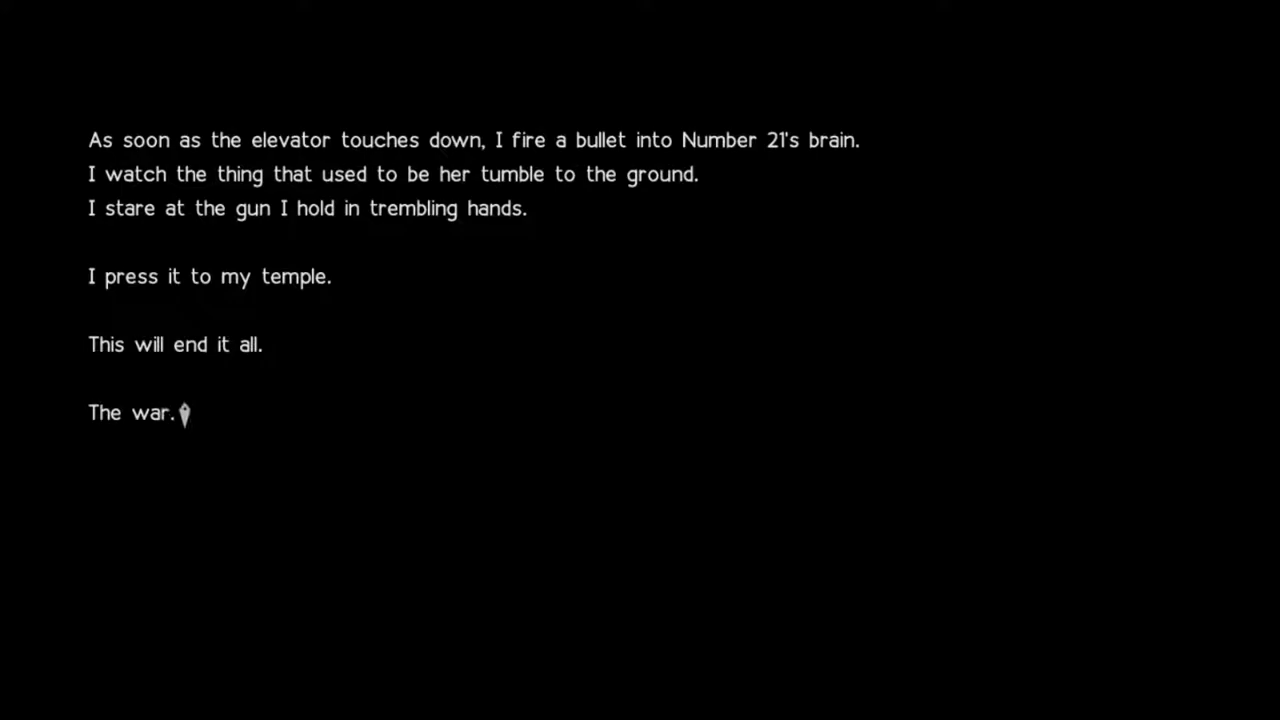 As soon as the elevator touches down, I fire a bullet into Number 21's brain.
I watch the thing that used to be her tumble to the ground.
I stare at the gun I hold in trembling hands.
I press it to my temple.
This will end it all.
The war.